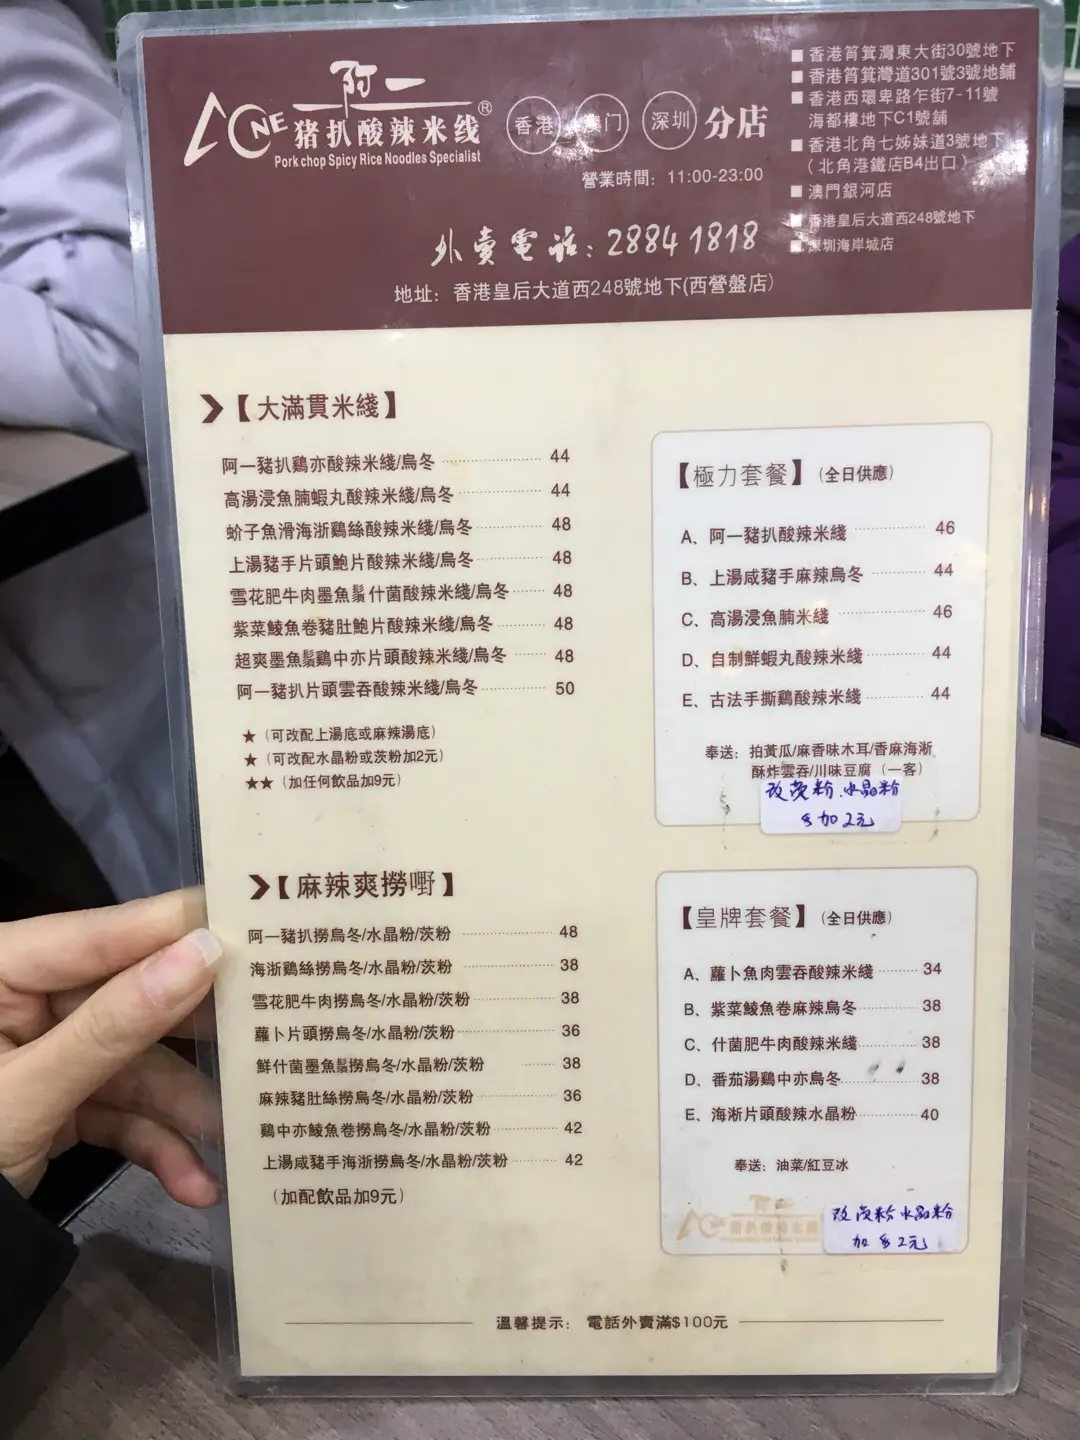 阿一
ACNE 豬扒酸辣米线®
Pork chop Spicy Rice Noodles Specialist
香港 澳门 深圳 分店
營業時間：11:00-23:00
外賣電話：2884 1818
地址：香港皇后大道西248號地下(西營盤店)
■ 香港筲箕灣東大街30號地下
■ 香港筲箕灣道301號3號地舖
■ 香港西環卑路乍街7-11號
海都樓地下C1號舖
■ 香港北角七姊妹道3號地下
（北角港鐵店B4出口）
■ 澳門銀河店
■ 香港皇后大道西248號地下
■ 深圳海岸城店
【大滿貫米綫】
阿一豬扒鷄亦酸辣米綫/烏冬 44
高湯浸魚腩蝦丸酸辣米綫/烏冬 44
蚧子魚滑海浙鷄絲酸辣米綫/烏冬 48
上湯豬手片頭鮑片酸辣米綫/烏冬 48
雪花肥牛肉墨魚鬚什菌酸辣米綫/烏冬 48
紫菜鯪魚卷豬肚鮑片酸辣米綫/烏冬 48
超爽墨魚鬚鷄中亦片頭酸辣米綫/烏冬 48
阿一豬扒片頭雲吞酸辣米綫/烏冬 50
★（可改配上湯底或麻辣湯底）
★（可改配水晶粉或茨粉加2元）
★★（加任何飲品加9元）
【極力套餐】（全日供應）
A、阿一豬扒酸辣米綫 46
B、上湯咸豬手麻辣烏冬 44
C、高湯浸魚腩米綫 46
D、自制鮮蝦丸酸辣米綫 44
E、古法手撕鷄酸辣米綫 44
奉送：拍黃瓜/麻香味木耳/香麻海淅
酥炸雲吞/川味豆腐（一客）
改茨粉、水晶粉
多加2元
【麻辣爽撈嘢】
阿一豬扒撈烏冬/水晶粉/茨粉 48
海浙鷄絲撈烏冬/水晶粉/茨粉 38
雪花肥牛肉撈烏冬/水晶粉/茨粉 38
蘿卜片頭撈烏冬/水晶粉/茨粉 36
鮮什菌墨魚鬚撈烏冬/水晶粉/茨粉 38
麻辣豬肚絲撈烏冬/水晶粉/茨粉 36
鷄中亦鯪魚卷撈烏冬/水晶粉/茨粉 42
上湯咸豬手海浙撈烏冬/水晶粉/茨粉 42
（加配飲品加9元）
【皇牌套餐】（全日供應）
A、蘿卜魚肉雲吞酸辣米綫 34
B、紫菜鯪魚卷麻辣烏冬 38
C、什菌肥牛肉酸辣米綫 38
D、番茄湯鷄中亦烏冬 38
E、海淅片頭酸辣水晶粉 40
奉送：油菜/紅豆冰
改茨粉水晶粉
加多2元
溫馨提示： 電話外賣滿$100元